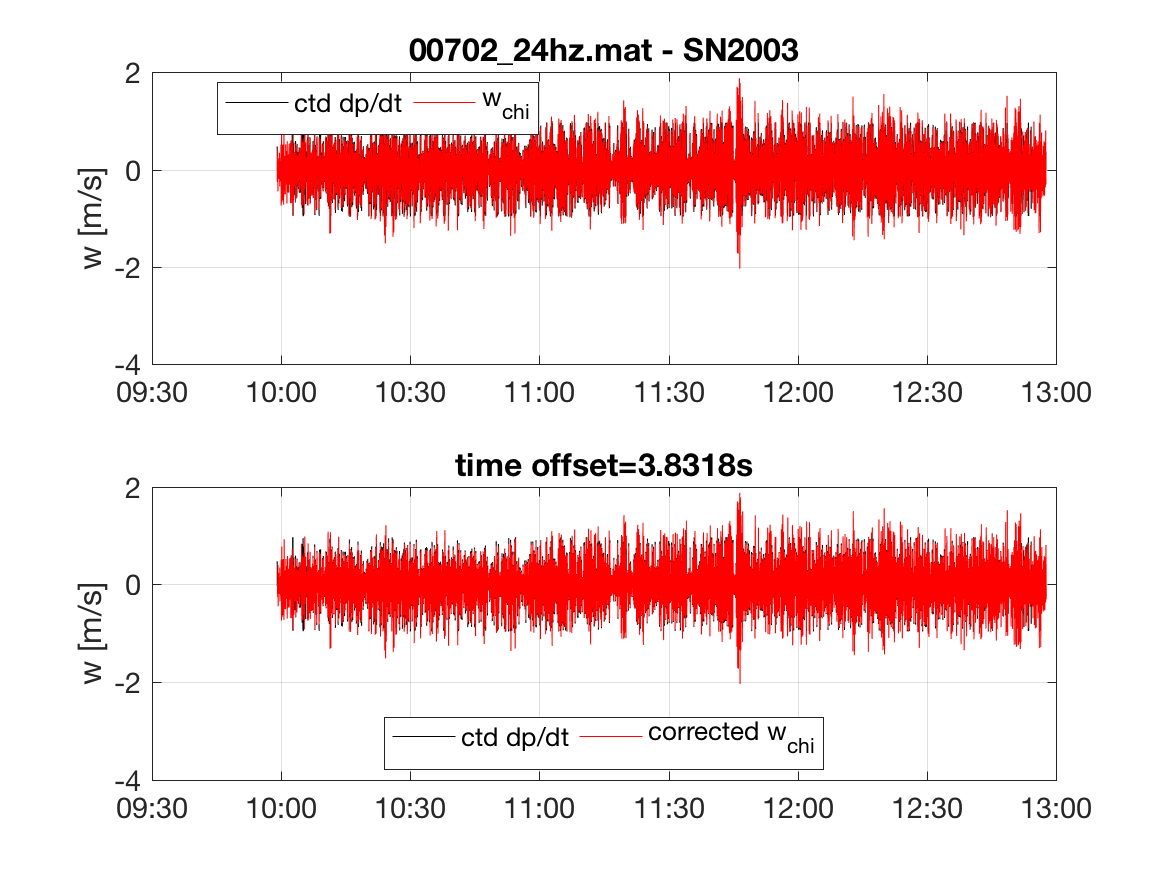 00702_24hz.mat - SN2003
ctd dp/dt w_chi
w [m/s]
2
0
-2
-4
09:30 10:00 10:30 11:00 11:30 12:00 12:30 13:00
time offset=3.8318s
w [m/s]
2
0
-2
-4
ctd dp/dt corrected w_chi
09:30 10:00 10:30 11:00 11:30 12:00 12:30 13:00